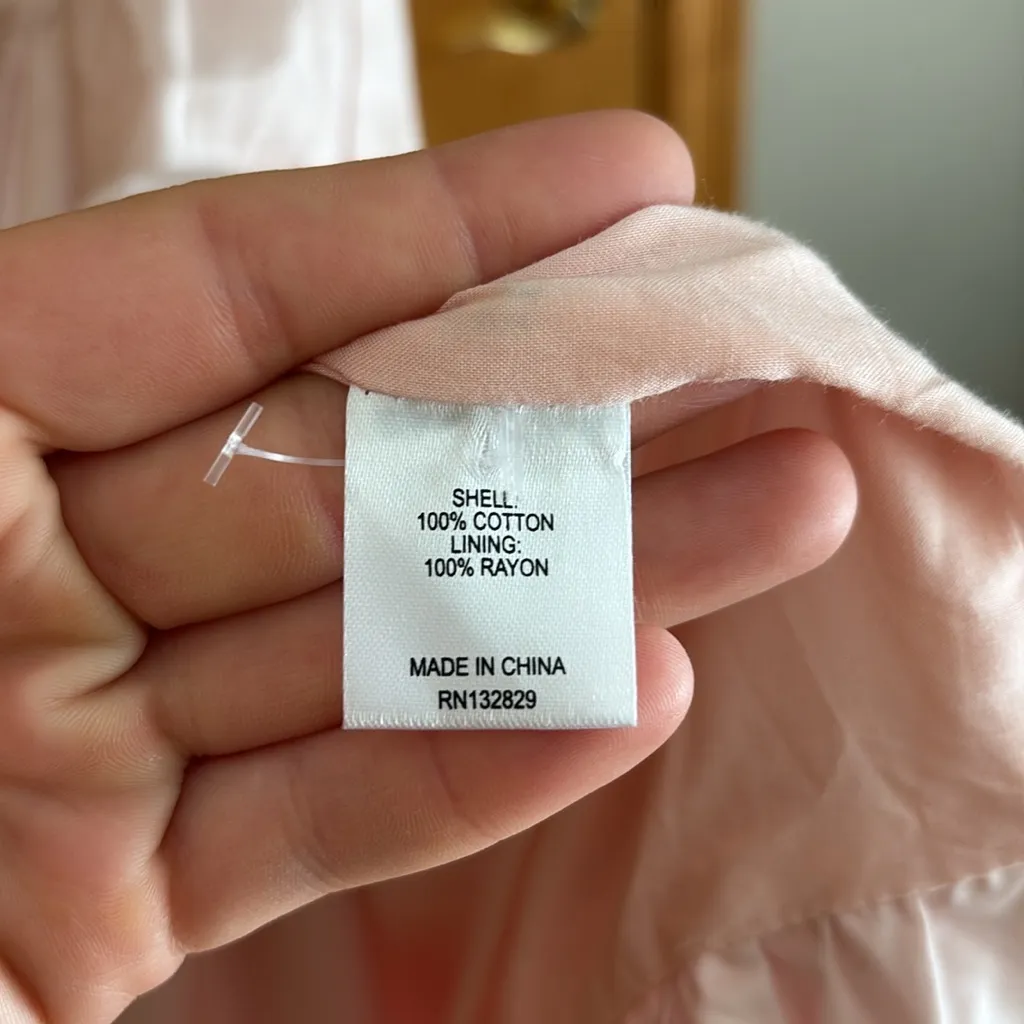 SHELL:
100% COTTON
LINING:
100% RAYON
MADE IN CHINA
RN132829